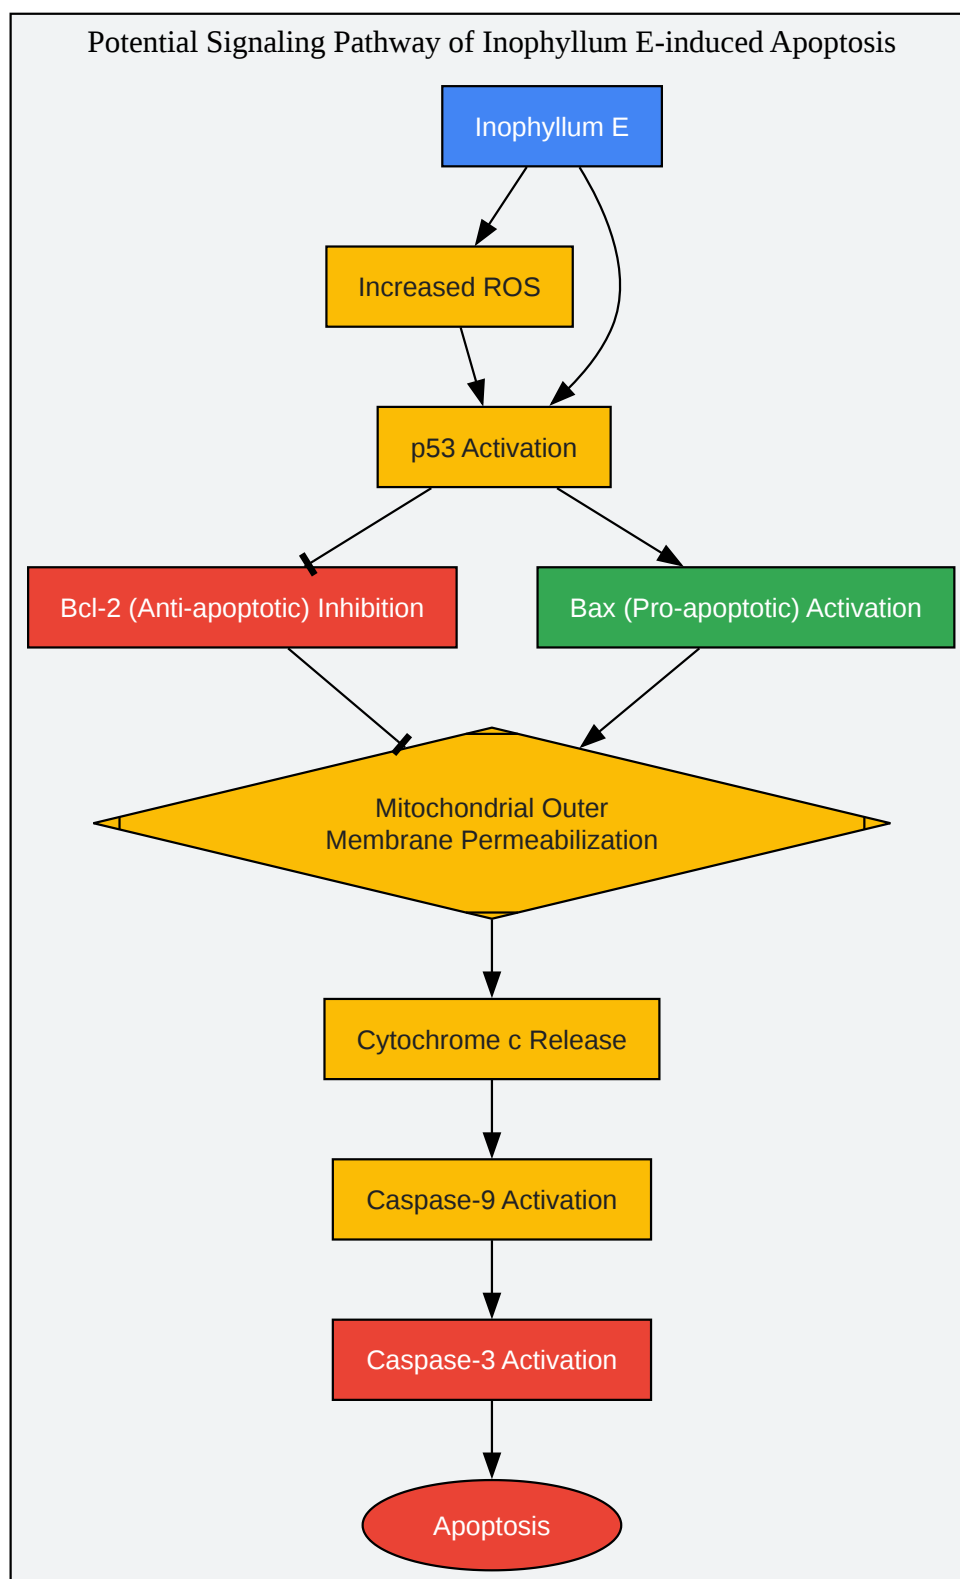 Potential Signaling Pathway of Inophyllum E-induced Apoptosis
Inophyllum E
Increased ROS
p53 Activation
Bcl-2 (Anti-apoptotic) Inhibition
Bax (Pro-apoptotic) Activation
Mitochondrial Outer
Membrane Permeabilization
Cytochrome c Release
Caspase-9 Activation
Caspase-3 Activation
Apoptosis